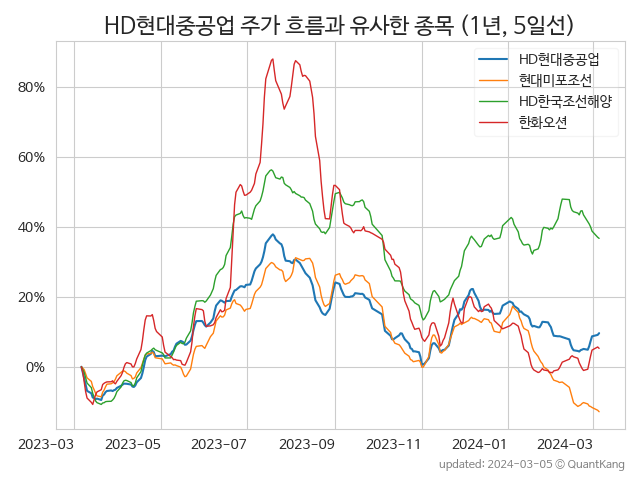 HD현대중공업 주가 흐름과 유사한 종목 (1년, 5일선)
HD현대중공업
현대미포조선
HD한국조선해양
한화오션
80%
60%
40%
20%
0%
2023-03 2023-05 2023-07 2023-09 2023-11 2024-01 2024-03
updated: 2024-03-05 © QuantKang